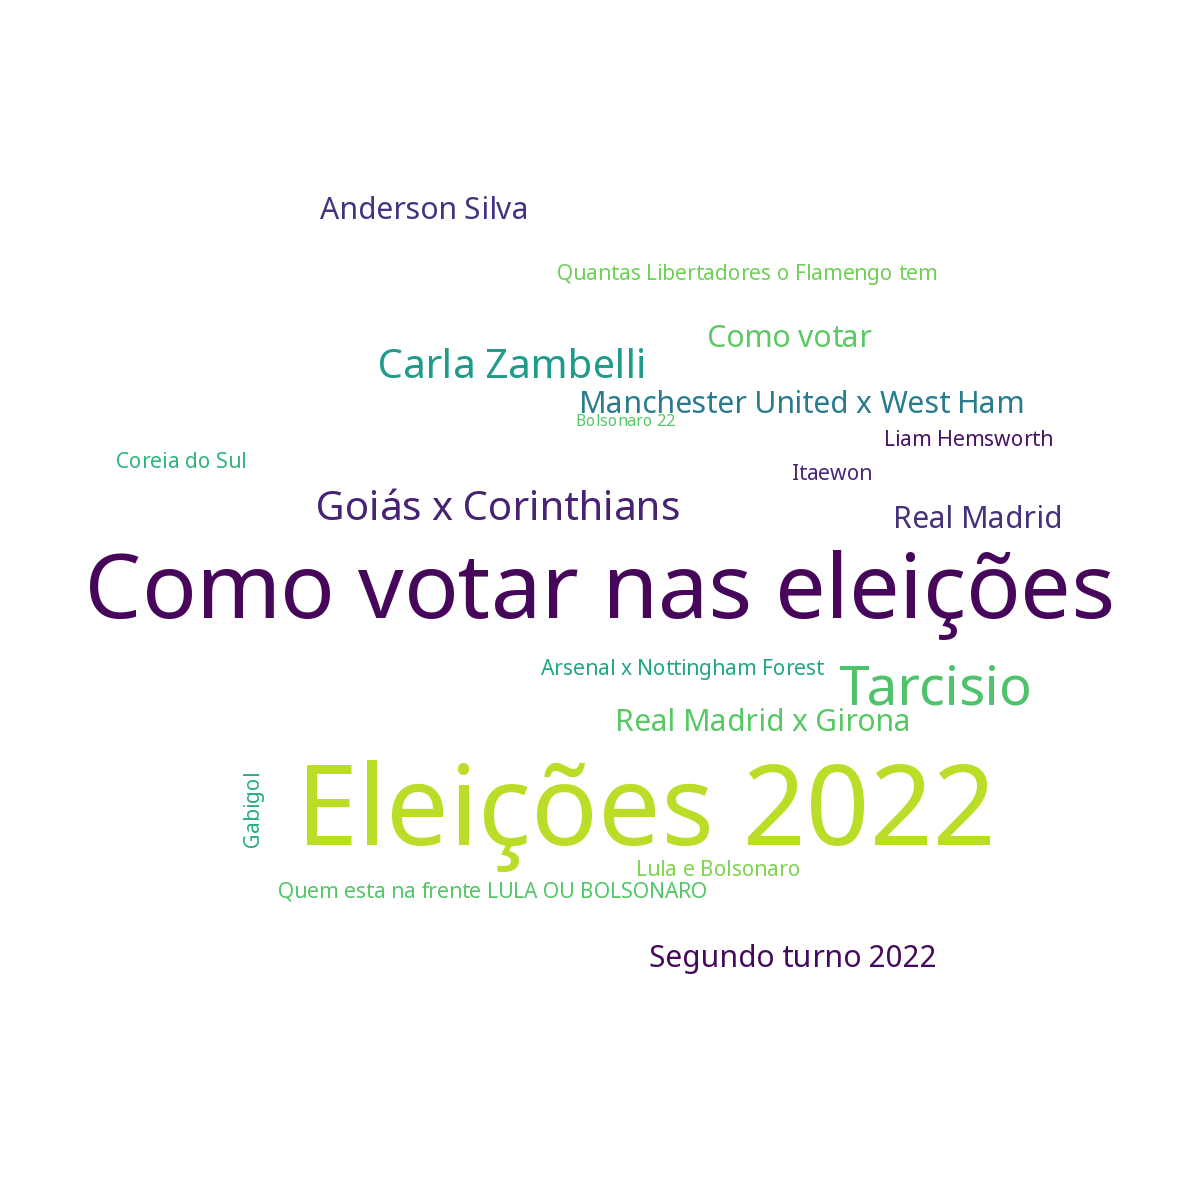 Anderson Silva
Quantas Libertadores o Flamengo tem
Como votar
Carla Zambelli
Manchester United x West Ham
Bolsonaro 22
Liam Hemsworth
Coreia do Sul
Itaewon
Goiás x Corinthians
Real Madrid
Como votar nas eleições
Arsenal x Nottingham Forest
Tarcisio
Real Madrid x Girona
Gabigol
Eleições 2022
Lula e Bolsonaro
Quem esta na frente LULA OU BOLSONARO
Segundo turno 2022